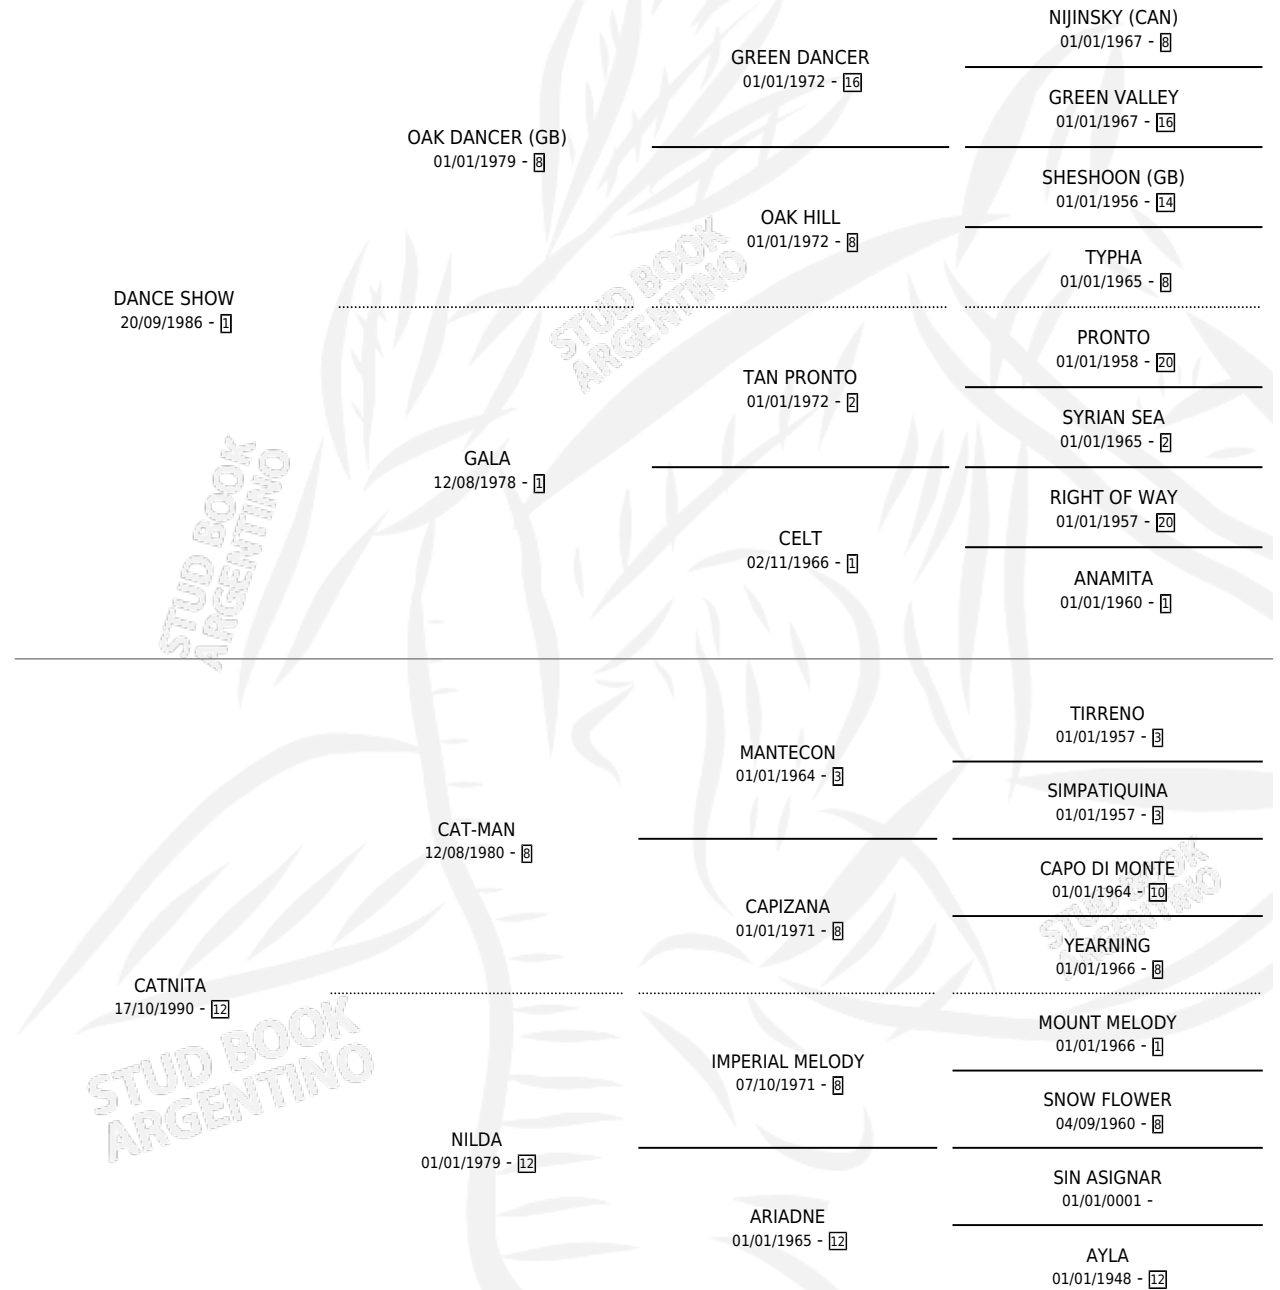 NIJINSKY (CAN)
01/01/1967 - 8
GREEN DANCER
01/01/1972 - 16
GREEN VALLEY
01/01/1967 - 16
OAK DANCER (GB)
01/01/1979 - 8
SHESHOON (GB)
01/01/1956 - 14
OAK HILL
01/01/1972 - 8
TYPHA
01/01/1965 - 8
DANCE SHOW
20/09/1986 - 1
PRONTO
01/01/1958 - 20
TAN PRONTO
01/01/1972 - 2
SYRIAN SEA
01/01/1965 - 2
GALA
12/08/1978 - 1
RIGHT OF WAY
01/01/1957 - 20
CELT
02/11/1966 - 1
ANAMITA
01/01/1960 - 1
STUD BOOK
ARGENTINO
STUD BOOK
ARGENTINO
TIRRENO
01/01/1957 - 3
MANTECON
01/01/1964 - 3
SIMPATIQUINA
01/01/1957 - 3
CAT-MAN
12/08/1980 - 8
CAPO DI MONTE
01/01/1964 - 10
CAPIZANA
01/01/1971 - 8
YEARNING
01/01/1966 - 8
CATNITA
17/10/1990 - 12
MOUNT MELODY
01/01/1966 - 1
IMPERIAL MELODY
07/10/1971 - 8
SNOW FLOWER
04/09/1960 - 8
NILDA
01/01/1979 - 12
SIN ASIGNAR
01/01/0001 -
ARIADNE
01/01/1965 - 12
AYLA
01/01/1948 - 12
STUD BOOK
ARGENTINO
STUD BOOK
ARGENTINO